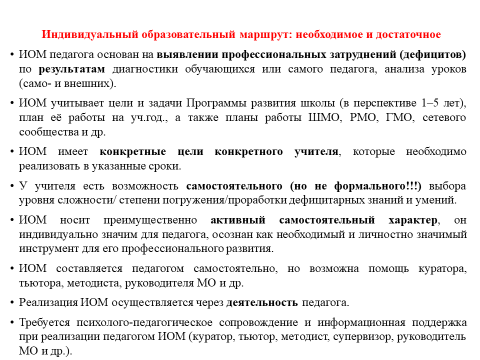 Индивидуальный образовательный маршрут: необходимое и достаточное
• ИОМ педагога основан на выявлении профессиональных затруднений (дефицитов)
по результатам диагностики обучающихся или самого педагога, анализа уроков
(само- и внешних).
• ИОМ учитывает цели и задачи Программы развития школы (в перспективе 1–5 лет),
план её работы на уч.год., а также планы работы ШМО, РМО, ГМО, сетевого
сообщества и др.
• ИОМ имеет конкретные цели конкретного учителя, которые необходимо
реализовать в указанные сроки.
• У учителя есть возможность самостоятельного (но не формального!!!) выбора
уровня сложности/ степени погружения/проработки дефицитарных знаний и умений.
• ИОМ носит преимущественно активный самостоятельный характер, он
индивидуально значим для педагога, осознан как необходимый и личностно значимый
инструмент для его профессионального развития.
• ИОМ составляется педагогом самостоятельно, но возможна помощь куратора,
тьютора, методиста, руководителя МО и др.
• Реализация ИОМ осуществляется через деятельность педагога.
• Требуется психолого-педагогическое сопровождение и информационная поддержка
при реализации педагогом ИОМ (куратор, тьютор, методист, супервизор, руководитель
МО и др.).